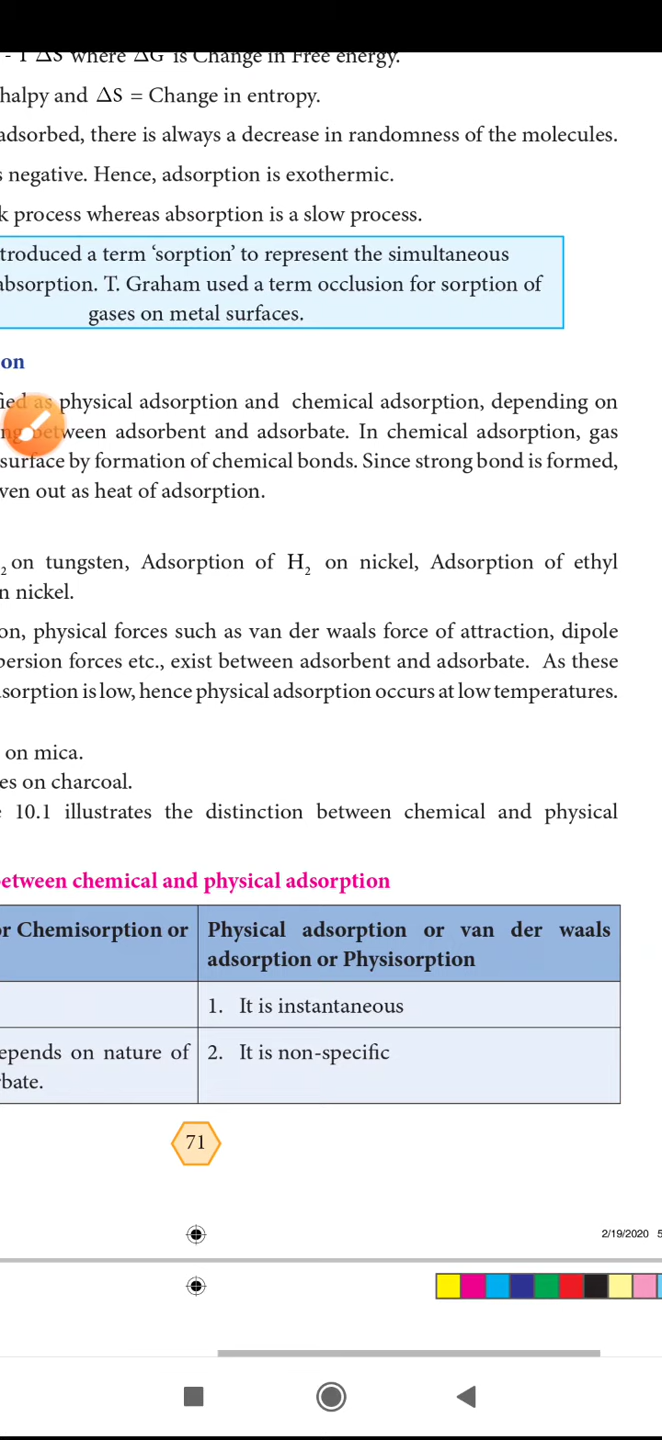 - T ΔS where ΔG is Change in Free energy.
halpy and ΔS = Change in entropy.
adsorbed, there is always a decrease in randomness of the molecules.
s negative. Hence, adsorption is exothermic.
k process whereas absorption is a slow process.
troduced a term ‘sorption’ to represent the simultaneous
absorption. T. Graham used a term occlusion for sorption of
gases on metal surfaces.
on
fied as physical adsorption and chemical adsorption, depending on
ng between adsorbent and adsorbate. In chemical adsorption, gas
surface by formation of chemical bonds. Since strong bond is formed,
ven out as heat of adsorption.
₂ on tungsten, Adsorption of H₂ on nickel, Adsorption of ethyl
n nickel.
on, physical forces such as van der waals force of attraction, dipole
persion forces etc., exist between adsorbent and adsorbate. As these
sorption is low, hence physical adsorption occurs at low temperatures.
on mica.
es on charcoal.
e 10.1 illustrates the distinction between chemical and physical
between chemical and physical adsorption
or Chemisorption or
Physical adsorption or van der waals
adsorption or Physisorption
1. It is instantaneous
epends on nature of
rbate.
2. It is non-specific
71
2/19/2020 5